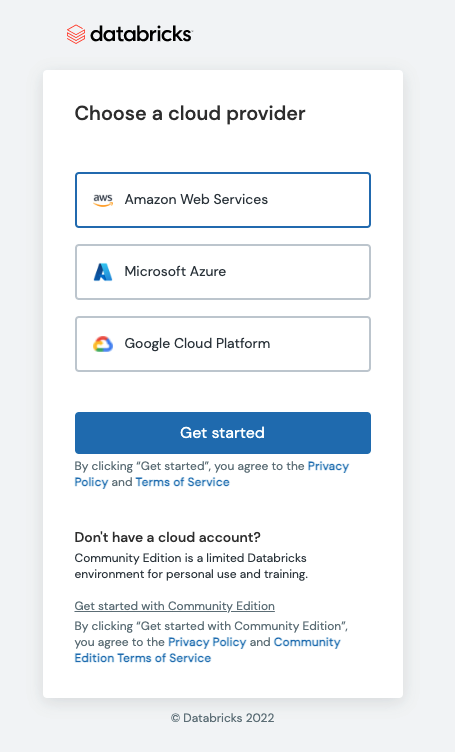 databricks
Choose a cloud provider
aws Amazon Web Services
Microsoft Azure
Google Cloud Platform
Get started
By clicking “Get started”, you agree to the Privacy
Policy and Terms of Service
Don't have a cloud account?
Community Edition is a limited Databricks
environment for personal use and training.
Get started with Community Edition
By clicking “Get started with Community Edition”,
you agree to the Privacy Policy and Community
Edition Terms of Service
© Databricks 2022